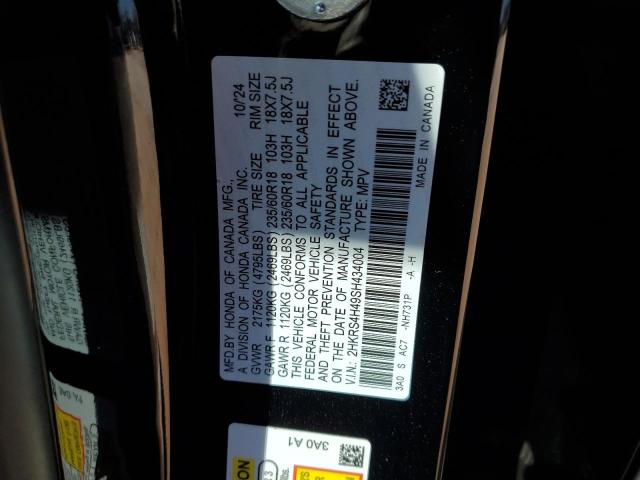 MFD.BY HONDA OF CANADA MFG., 10/24
A DIVISION OF HONDA CANADA INC.
GVWR 2175KG (4795LBS) TIRE SIZE RIM SIZE
GAWR F 1120KG (2469LBS) 235/60R18 103H 18X7.5J
GAWR R 1120KG (2469LBS) 235/60R18 103H 18X7.5J
THIS VEHICLE CONFORMS TO ALL APPLICABLE
FEDERAL MOTOR VEHICLE SAFETY
AND THEFT PREVENTION STANDARDS IN EFFECT
ON THE DATE OF MANUFACTURE SHOWN ABOVE.
V.I.N.: 2HKRS4H49SH434004 TYPE: MPV
3A0 S AC7 -NH731P -A -H MADE IN CANADA
3A0 A1